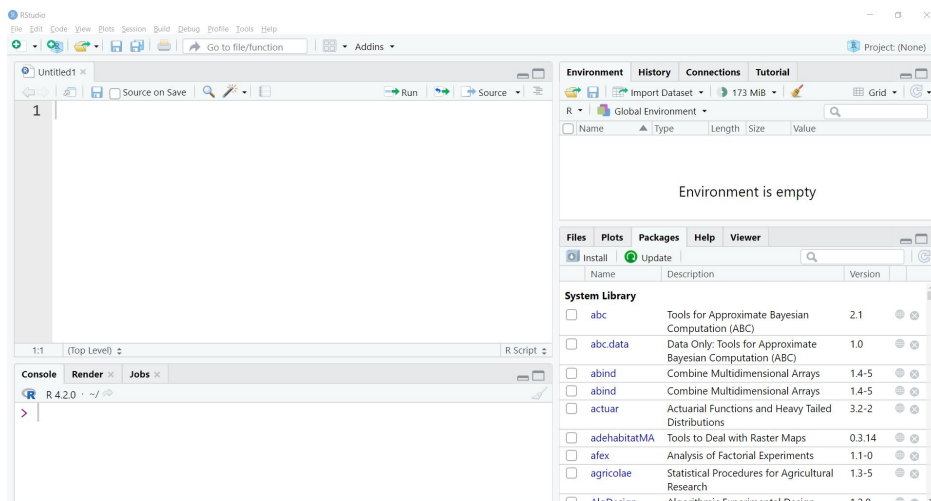 RStudio
File Edit Code View Plots Session Build Debug Profile Tools Help
Go to file/function Addins Project: (None)
Untitled1
Source on Save Run Source
1
1:1 (Top Level) R Script
Console Render Jobs
R 4.2.0 · ~/
>
Environment History Connections Tutorial
Import Dataset 173 MiB Grid
R Global Environment
Name Type Length Size Value
Environment is empty
Files Plots Packages Help Viewer
Install Update
Name Description Version
System Library
abc Tools for Approximate Bayesian 2.1
Computation (ABC)
abc.data Data Only: Tools for Approximate 1.0
Bayesian Computation (ABC)
abind Combine Multidimensional Arrays 1.4-5
abind Combine Multidimensional Arrays 1.4-5
actuar Actuarial Functions and Heavy Tailed 3.2-2
Distributions
adehabitatMA Tools to Deal with Raster Maps 0.3.14
afex Analysis of Factorial Experiments 1.1-0
agricolae Statistical Procedures for Agricultural 1.3-5
Research